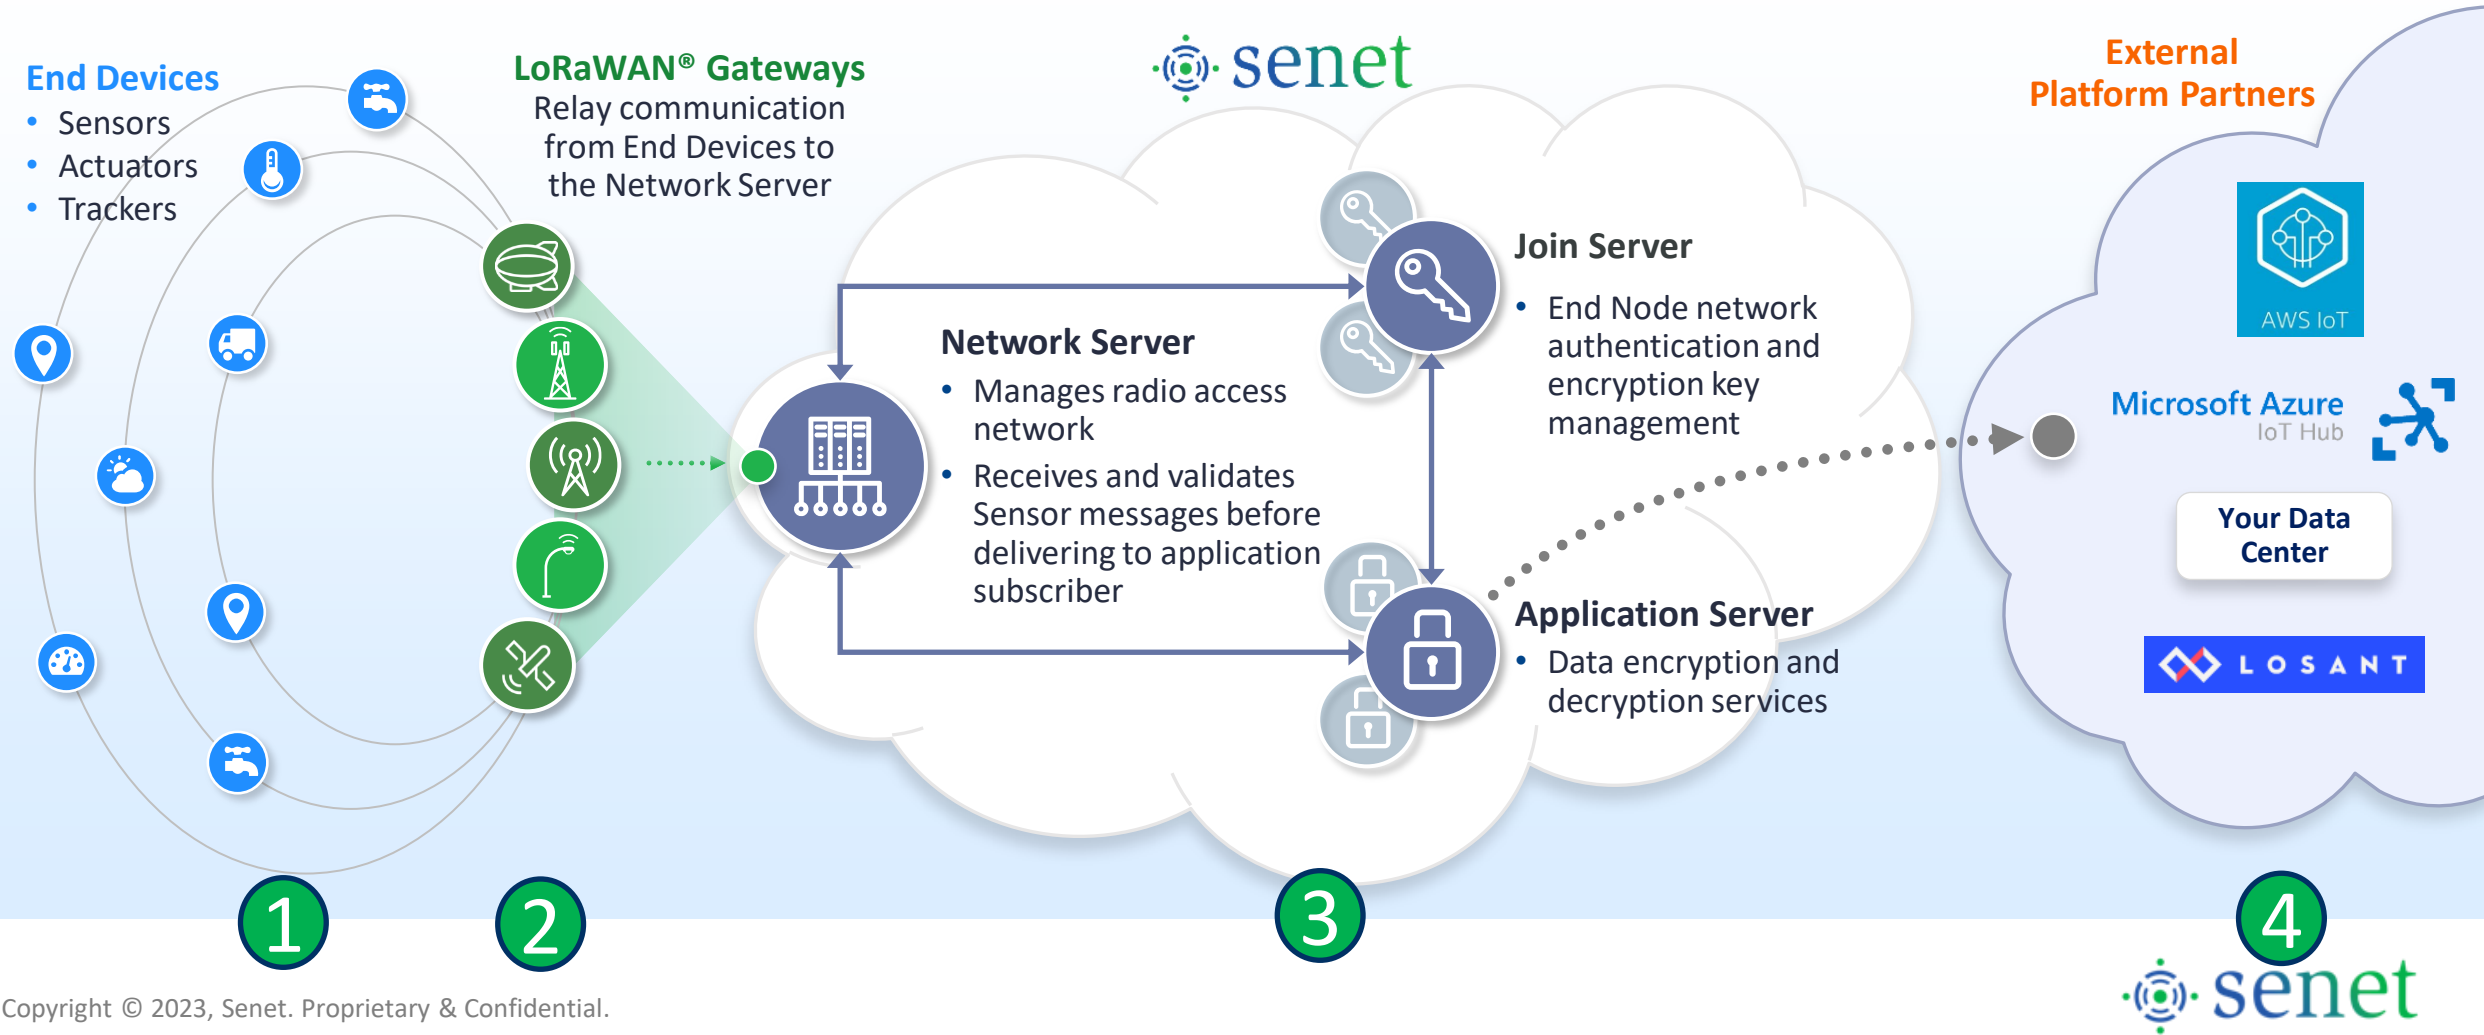 End Devices
• Sensors
• Actuators
• Trackers
LoRaWAN® Gateways
Relay communication
from End Devices to
the Network Server
senet
Network Server
• Manages radio access
network
• Receives and validates
Sensor messages before
delivering to application
subscriber
Join Server
• End Node network
authentication and
encryption key
management
Application Server
• Data encryption and
decryption services
External
Platform Partners
AWS IoT
Microsoft Azure
IoT Hub
Your Data
Center
LOSANT
1
2
3
4
Copyright © 2023, Senet. Proprietary & Confidential.
senet